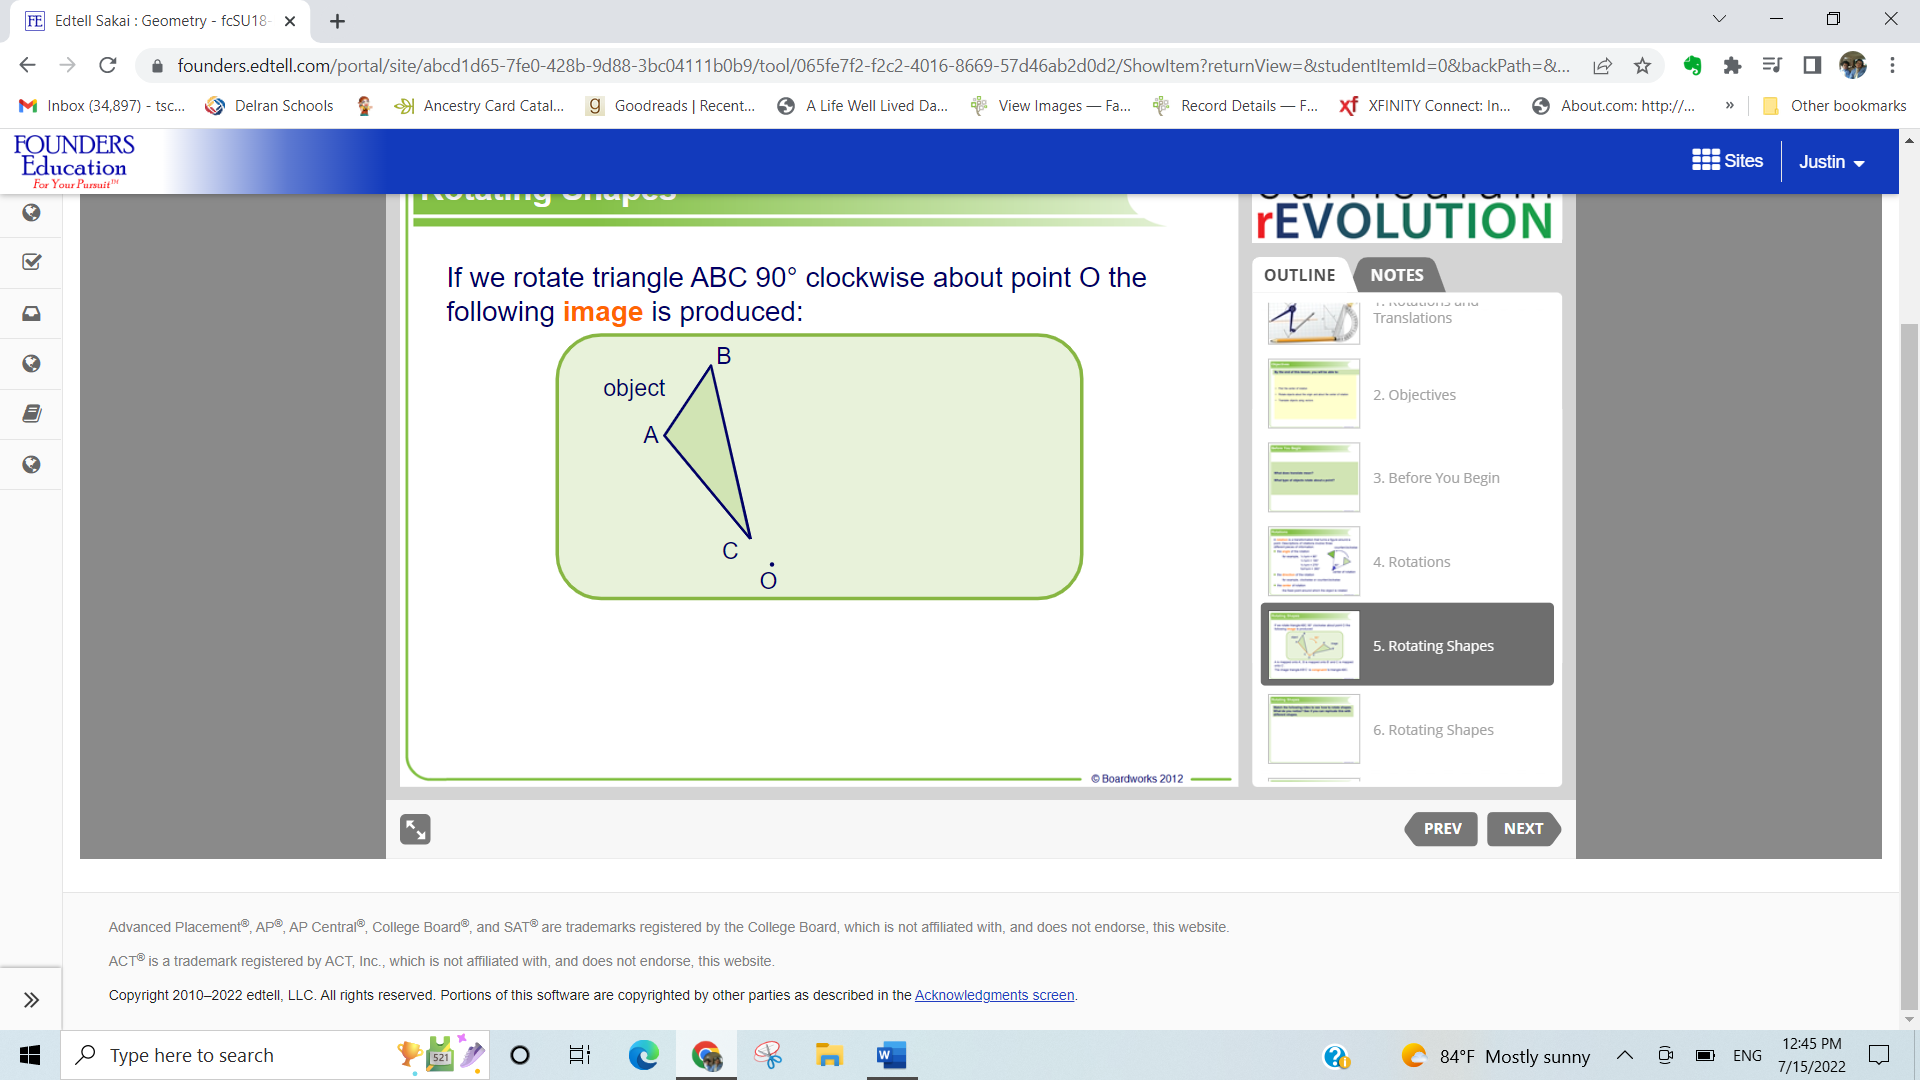 Edtell Sakai : Geometry - fcSU18-
founders.edtell.com/portal/site/abcd1d65-7fe0-428b-9d88-3bc04111b0b9/tool/065fe7f2-f2c2-4016-8669-57d46ab2d0d2/ShowItem?returnView=&studentItemId=0&backPath=&...
Inbox (34,897) - tsc... Delran Schools Ancestry Card Catal... Goodreads | Recent... A Life Well Lived Da... View Images — Fa... Record Details — F... XFINITY Connect: In... About.com: http://... » Other bookmarks
FOUNDERS
Education
For Your Pursuit™
Sites
Justin
Rotating Shapes
rEVOLUTION
If we rotate triangle ABC 90° clockwise about point O the
following image is produced:
B
object
A
C
O
© Boardworks 2012
OUTLINE NOTES
1. Rotations and
Translations
2. Objectives
3. Before You Begin
4. Rotations
5. Rotating Shapes
6. Rotating Shapes
PREV NEXT
Advanced Placement®, AP®, AP Central®, College Board®, and SAT® are trademarks registered by the College Board, which is not affiliated with, and does not endorse, this website.
ACT® is a trademark registered by ACT, Inc., which is not affiliated with, and does not endorse, this website.
Copyright 2010–2022 edtell, LLC. All rights reserved. Portions of this software are copyrighted by other parties as described in the Acknowledgments screen.
Type here to search
521
84°F Mostly sunny
ENG
12:45 PM
7/15/2022